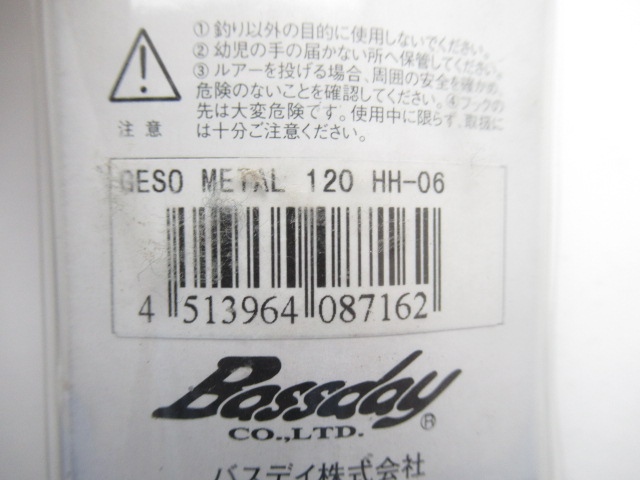 ①釣り以外の目的に使用しないでください。
②幼児の手の届かない所へ保管してください。
③ルアーを投げる場合、周囲の安全を確かめ、
危険のないことを確認してください。④フックの
先は大変危険です。使用中に限らず、取扱に
は十分ご注意ください。
注意
GESO METAL 120 HH-06
4 513964 087162
Bassday®
CO.,LTD.
バスデイ株式会社